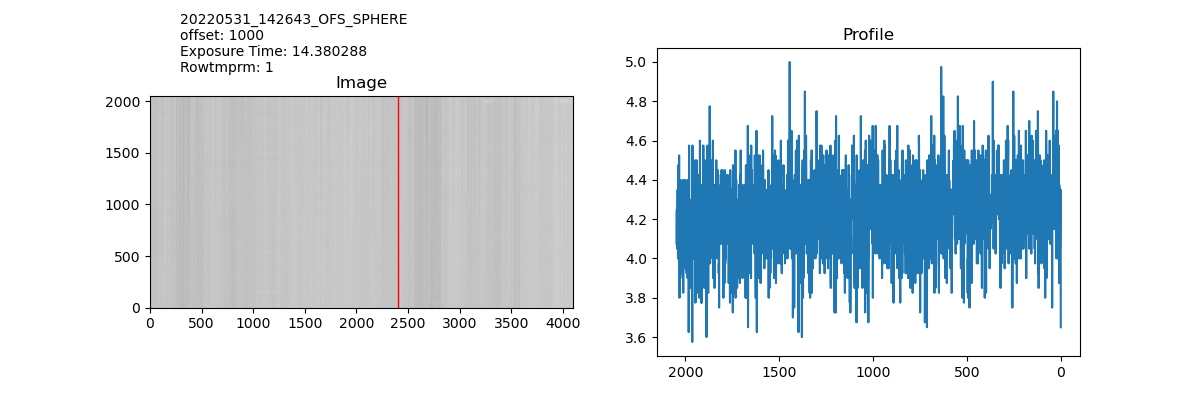 20220531_142643_OFS_SPHERE
offset: 1000
Exposure Time: 14.380288
Rowtmprm: 1
Image
2000
1500
1000
500
0
0 500 1000 1500 2000 2500 3000 3500 4000
Profile
5.0
4.8
4.6
4.4
4.2
4.0
3.8
3.6
2000 1500 1000 500 0